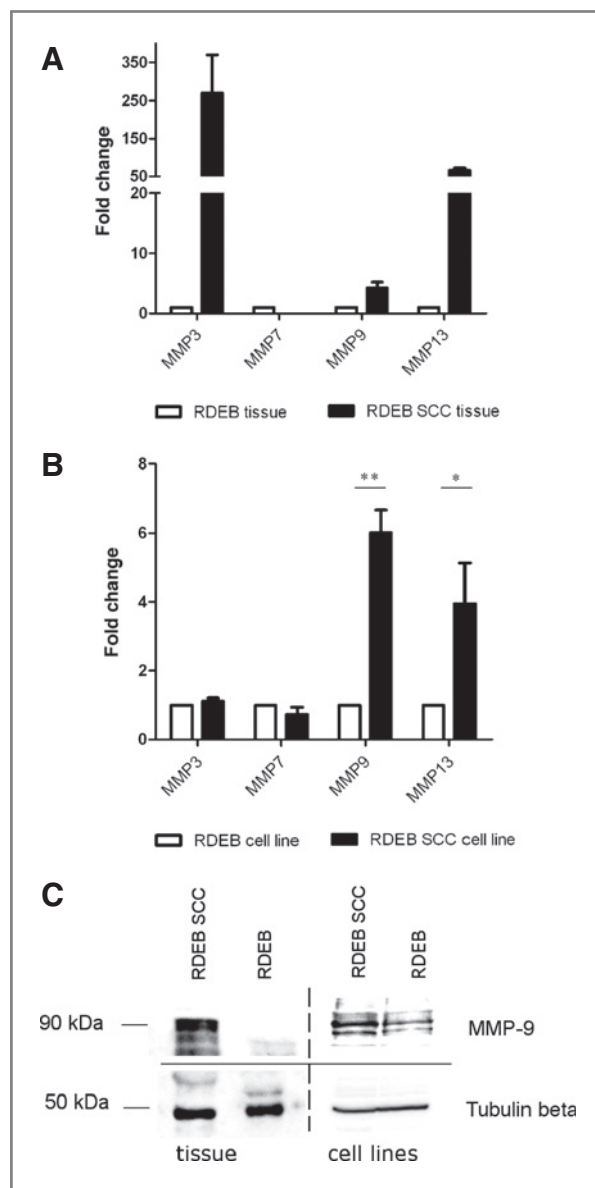 A
Fold change
350
250
150
50
20
10
0
MMP3
MMP7
MMP9
MMP13
RDEB tissue
RDEB SCC tissue
B
Fold change
8
6
4
2
0
**
*
MMP3
MMP7
MMP9
MMP13
RDEB cell line
RDEB SCC cell line
C
RDEB SCC
RDEB
RDEB SCC
RDEB
90 kDa
MMP-9
50 kDa
Tubulin beta
tissue
cell lines